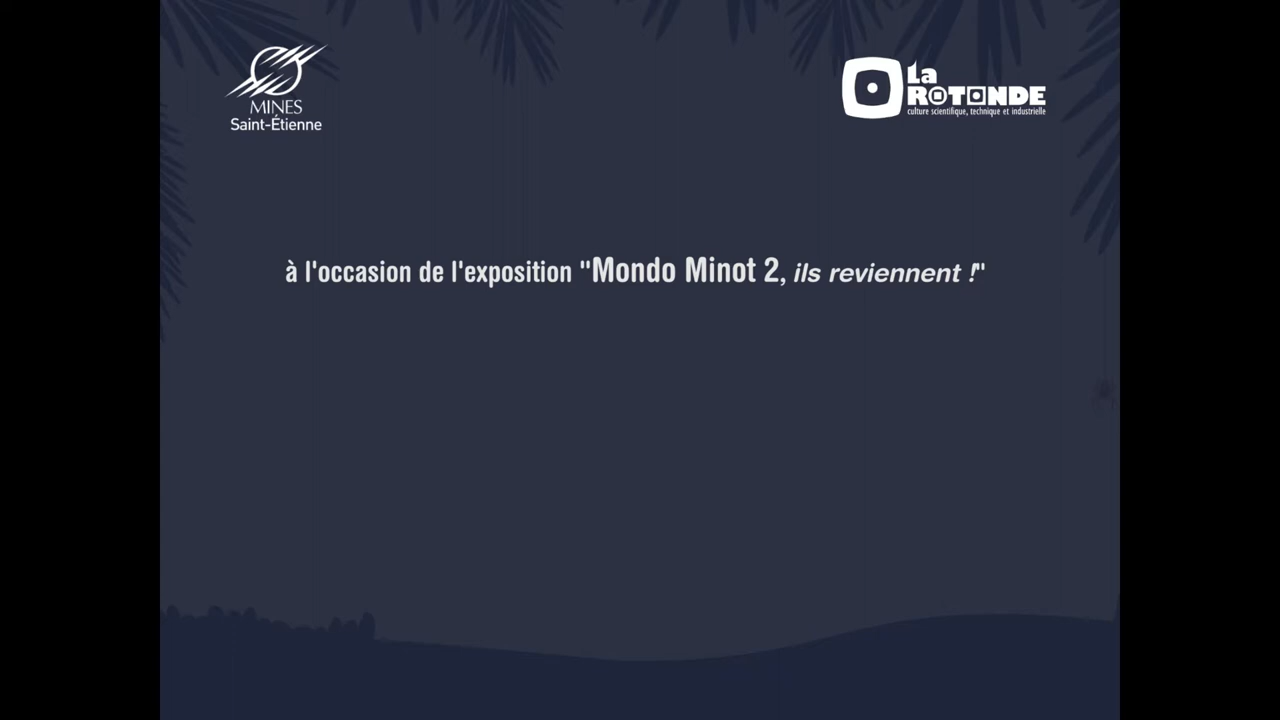 MINES
Saint-Étienne
La
ROTONDE
culture scientifique, technique et industrielle
à l'occasion de l'exposition "Mondo Minot 2, ils reviennent !"